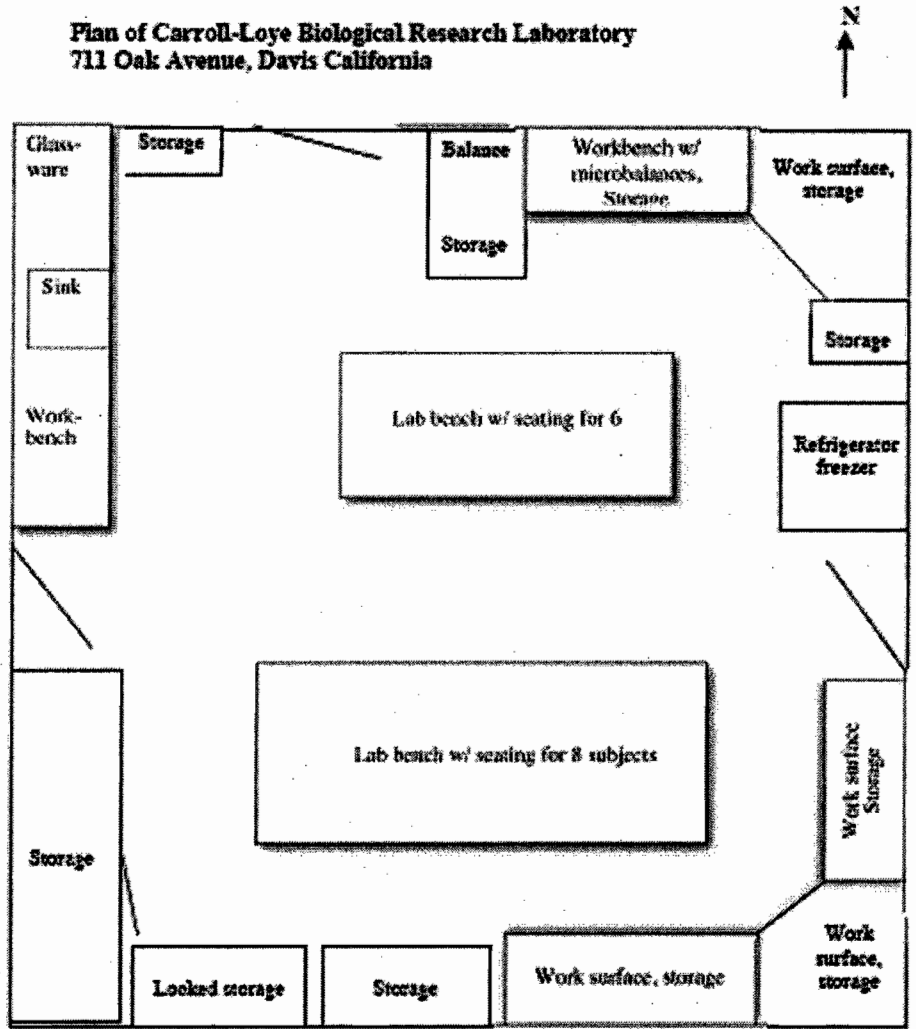 Plan of Carroll-Loye Biological Research Laboratory
711 Oak Avenue, Davis California
N
Glass-
ware
Storage
Balance
Storage
Workbench w/
microbalances,
Storage
Work surface,
storage
Sink
Storage
Work-
bench
Lab bench w/ seating for 6
Refrigerator
freezer
Lab bench w/ seating for 8 subjects
Work surface
Storage
Storage
Locked storage
Storage
Work surface, storage
Work
surface,
storage